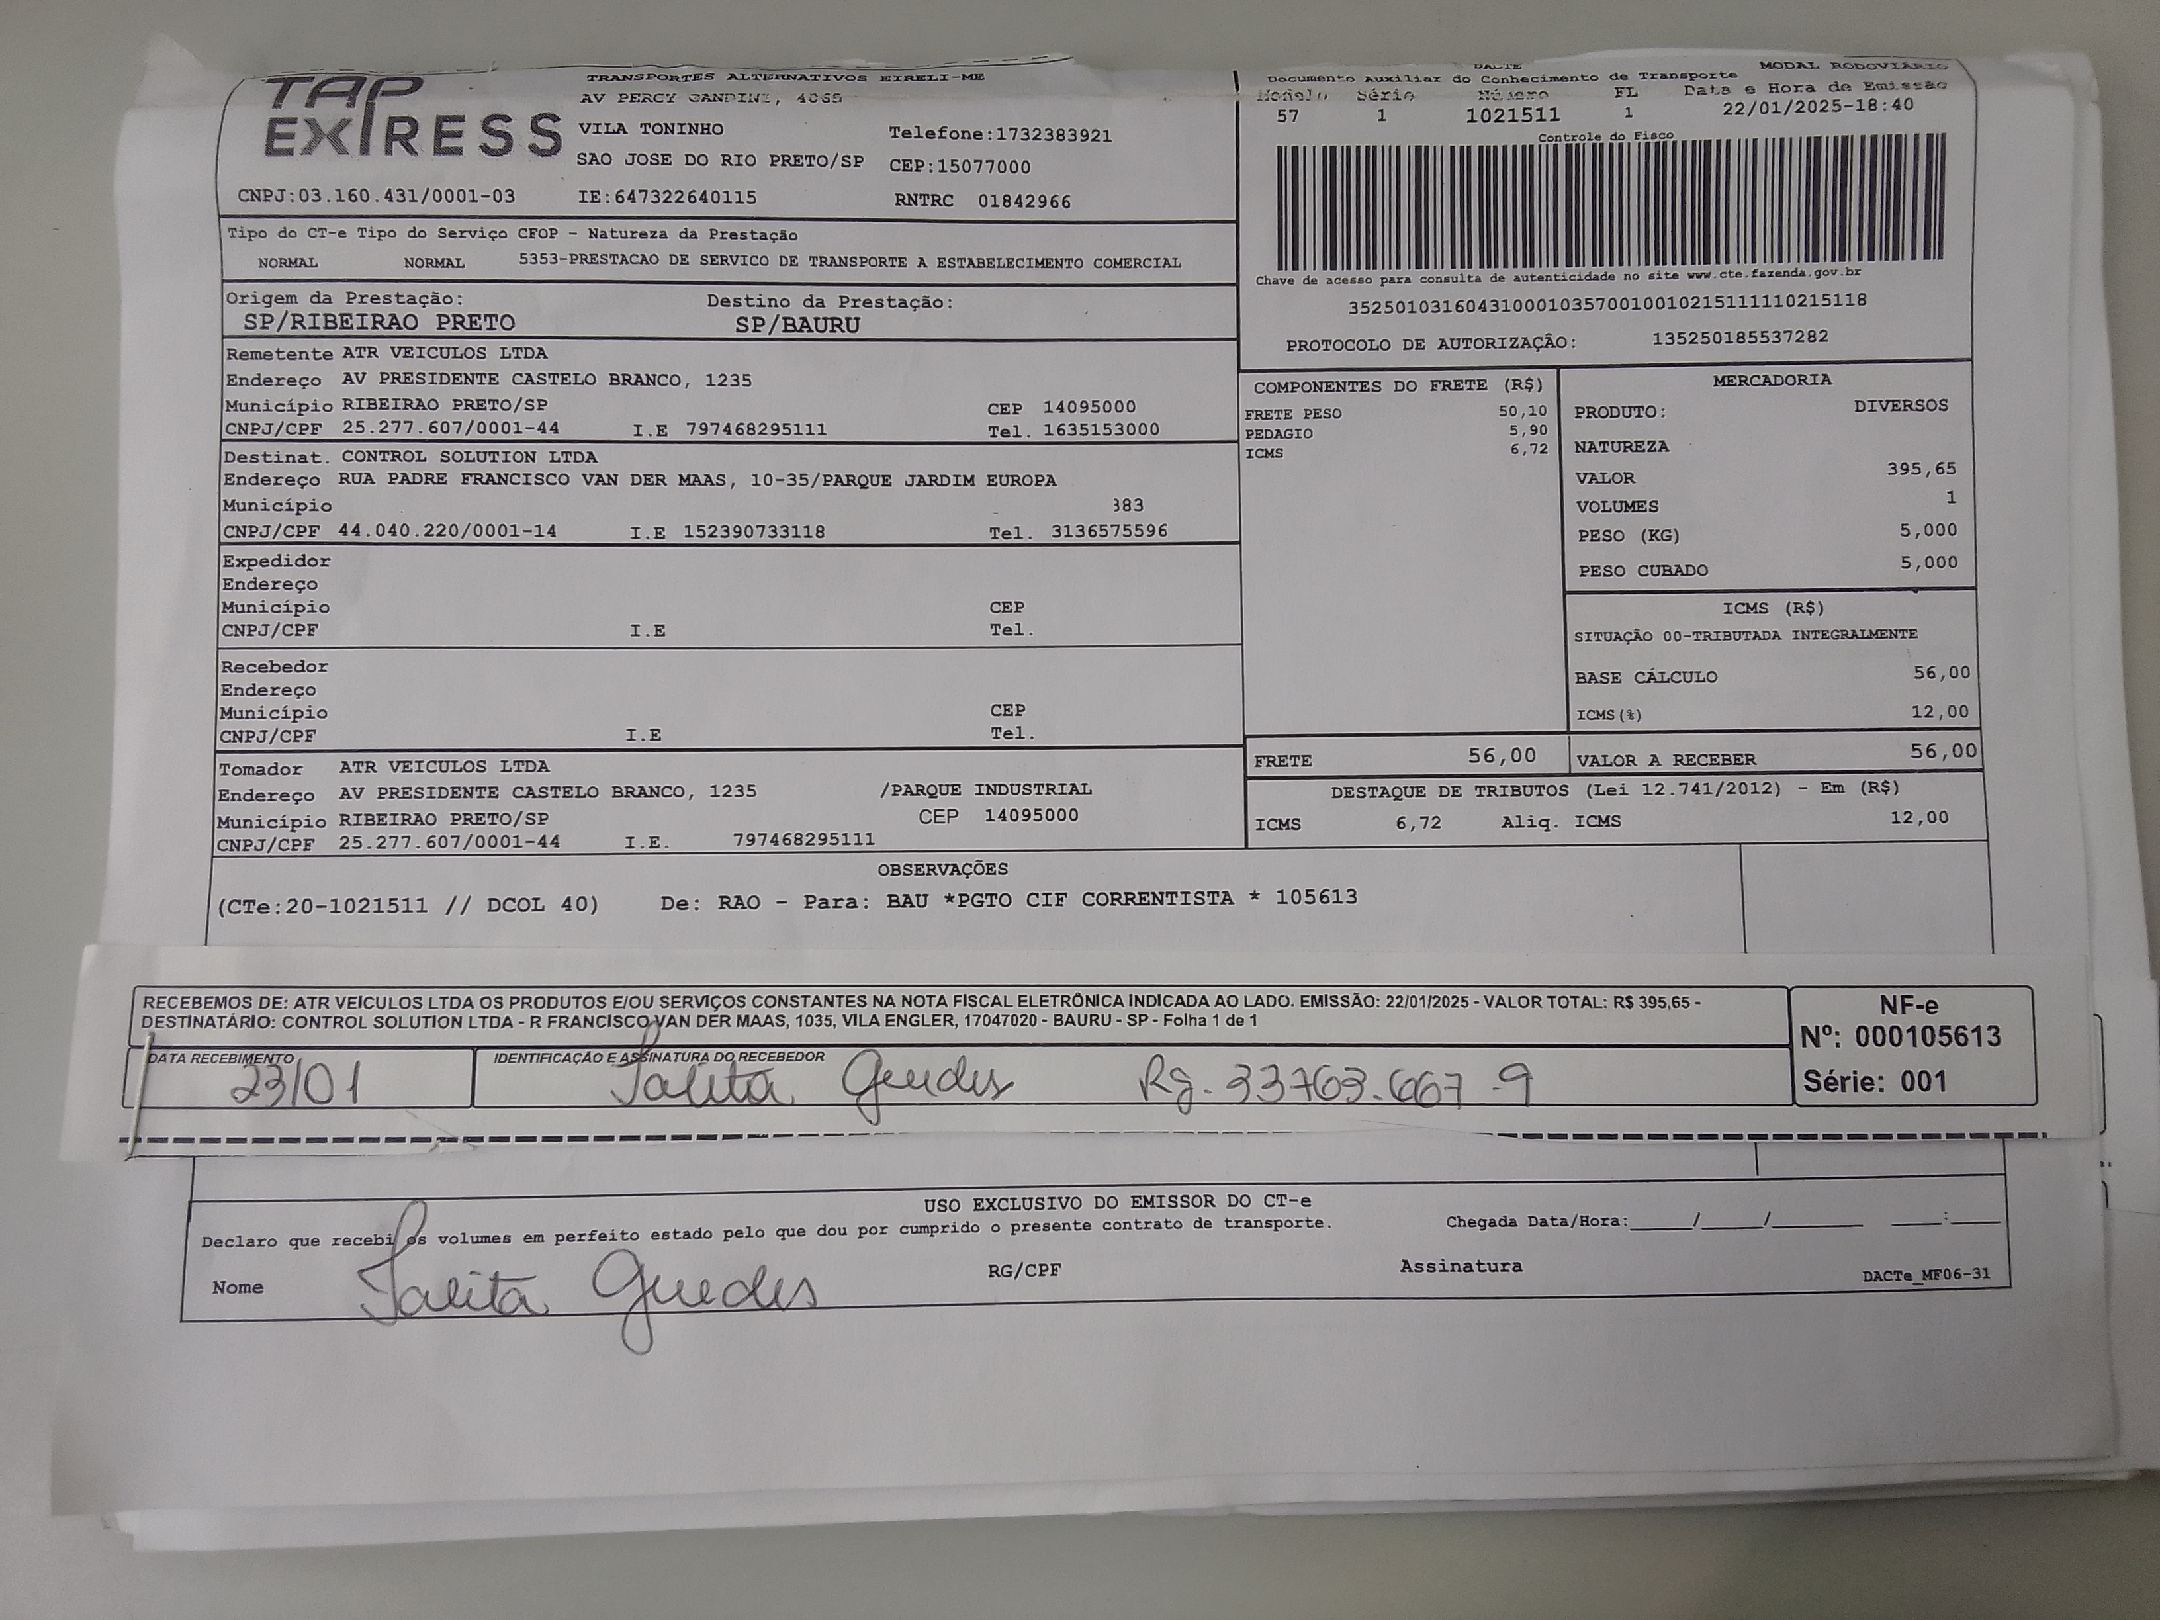 TAP EXPRESS
TRANSPORTES ALTERNATIVOS EIRELI-ME
AV PERCY GANDINI, 4065
VILA TONINHO Telefone:1732383921
SAO JOSE DO RIO PRETO/SP CEP:15077000
CNPJ:03.160.431/0001-03 IE:647322640115 RNTRC 01842966
DACTE MODAL RODOVIÁRIO
Documento Auxiliar do Conhecimento de Transporte
Modelo Série Número FL Data e Hora de Emissão
57 1 1021511 1 22/01/2025-18:40
Controle do Fisco
Chave de acesso para consulta de autenticidade no site www.cte.fazenda.gov.br
35250103160431000103570010010215111110215118
PROTOCOLO DE AUTORIZAÇÃO: 135250185537282
Tipo do CT-e Tipo do Serviço CFOP - Natureza da Prestação
NORMAL NORMAL 5353-PRESTACAO DE SERVICO DE TRANSPORTE A ESTABELECIMENTO COMERCIAL
Origem da Prestação: Destino da Prestação:
SP/RIBEIRAO PRETO SP/BAURU
Remetente ATR VEICULOS LTDA
Endereço AV PRESIDENTE CASTELO BRANCO, 1235
Município RIBEIRAO PRETO/SP CEP 14095000
CNPJ/CPF 25.277.607/0001-44 I.E 797468295111 Tel. 1635153000
Destinat. CONTROL SOLUTION LTDA
Endereço RUA PADRE FRANCISCO VAN DER MAAS, 10-35/PARQUE JARDIM EUROPA
Município 383
CNPJ/CPF 44.040.220/0001-14 I.E 152390733118 Tel. 3136575596
Expedidor
Endereço
Município CEP
CNPJ/CPF I.E Tel.
Recebedor
Endereço
Município CEP
CNPJ/CPF I.E Tel.
Tomador ATR VEICULOS LTDA
Endereço AV PRESIDENTE CASTELO BRANCO, 1235 /PARQUE INDUSTRIAL
Município RIBEIRAO PRETO/SP CEP 14095000
CNPJ/CPF 25.277.607/0001-44 I.E. 797468295111
COMPONENTES DO FRETE (R$)
FRETE PESO 50,10
PEDAGIO 5,90
ICMS 6,72
MERCADORIA
PRODUTO: DIVERSOS
NATUREZA
VALOR 395,65
VOLUMES 1
PESO (KG) 5,000
PESO CUBADO 5,000
ICMS (R$)
SITUAÇÃO 00-TRIBUTADA INTEGRALMENTE
BASE CÁLCULO 56,00
ICMS(%) 12,00
FRETE 56,00 VALOR A RECEBER 56,00
DESTAQUE DE TRIBUTOS (Lei 12.741/2012) - Em (R$)
ICMS 6,72 Aliq. ICMS 12,00
OBSERVAÇÕES
(CTe:20-1021511 // DCOL 40) De: RAO - Para: BAU *PGTO CIF CORRENTISTA * 105613
RECEBEMOS DE: ATR VEÍCULOS LTDA OS PRODUTOS E/OU SERVIÇOS CONSTANTES NA NOTA FISCAL ELETRÔNICA INDICADA AO LADO. EMISSÃO: 22/01/2025 - VALOR TOTAL: R$ 395,65 -
DESTINATÁRIO: CONTROL SOLUTION LTDA - R FRANCISCO VAN DER MAAS, 1035, VILA ENGLER, 17047020 - BAURU - SP - Folha 1 de 1
DATA RECEBIMENTO IDENTIFICAÇÃO E ASSINATURA DO RECEBEDOR
23/01 Talita Guedes Rg. 33763.667-9
NF-e
Nº: 000105613
Série: 001
USO EXCLUSIVO DO EMISSOR DO CT-e
Declaro que recebi os volumes em perfeito estado pelo que dou por cumprido o presente contrato de transporte. Chegada Data/Hora:_____/_____/________ ____:____
Nome Talita Guedes RG/CPF Assinatura
DACTe_MF06-31